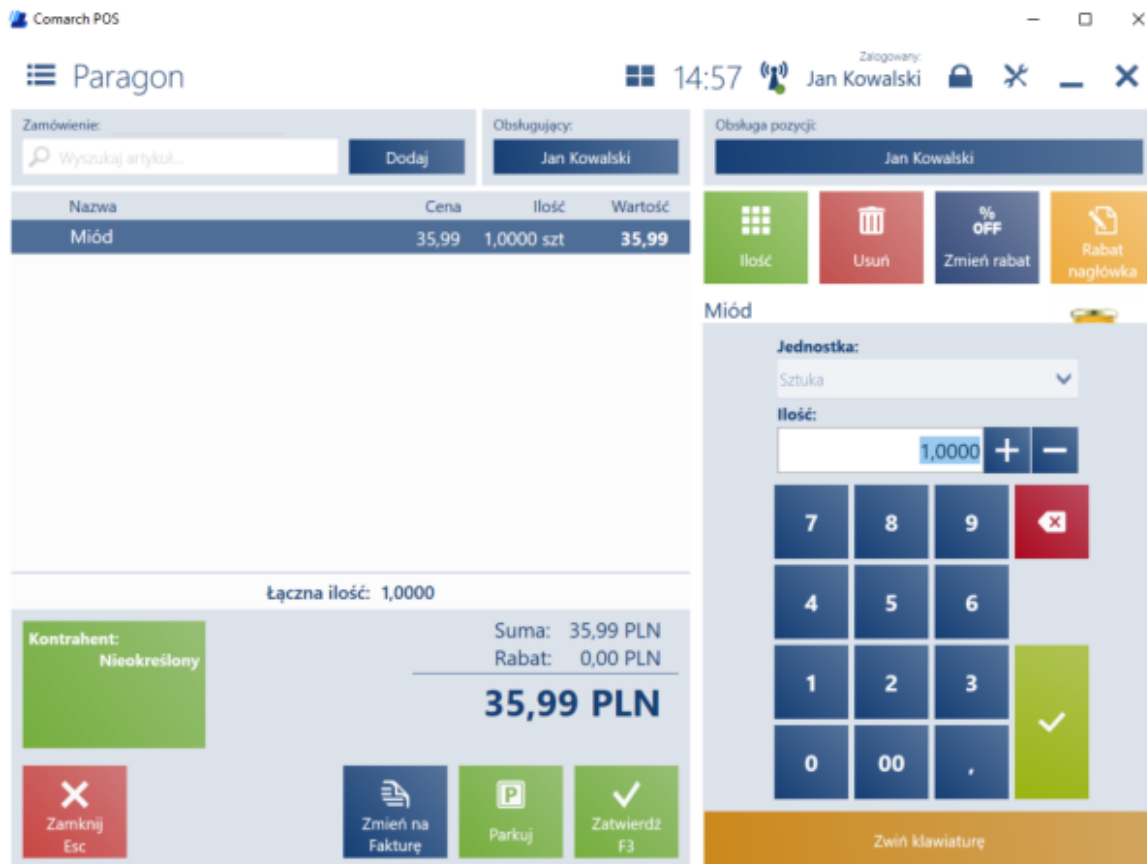 Comarch POS
Paragon
14:57
Zalogowany:
Jan Kowalski
Zamówienie:
Wyszukaj artykuł...
Dodaj
Obsługujący:
Jan Kowalski
Obsługa pozycji:
Jan Kowalski
Nazwa Cena Ilość Wartość
Miód 35,99 1,0000 szt 35,99
Łączna ilość: 1,0000
Kontrahent:
Nieokreślony
Suma: 35,99 PLN
Rabat: 0,00 PLN
35,99 PLN
Zamknij
Esc
Zmień na
Fakturę
P
Parkuj
Zatwierdź
F3
Ilość
Usuń
%
OFF
Zmień rabat
Rabat
nagłówka
Miód
Jednostka:
Sztuka
Ilość:
1,0000 + −
7 8 9
4 5 6
1 2 3
0 00 ,
Zwiń klawiaturę